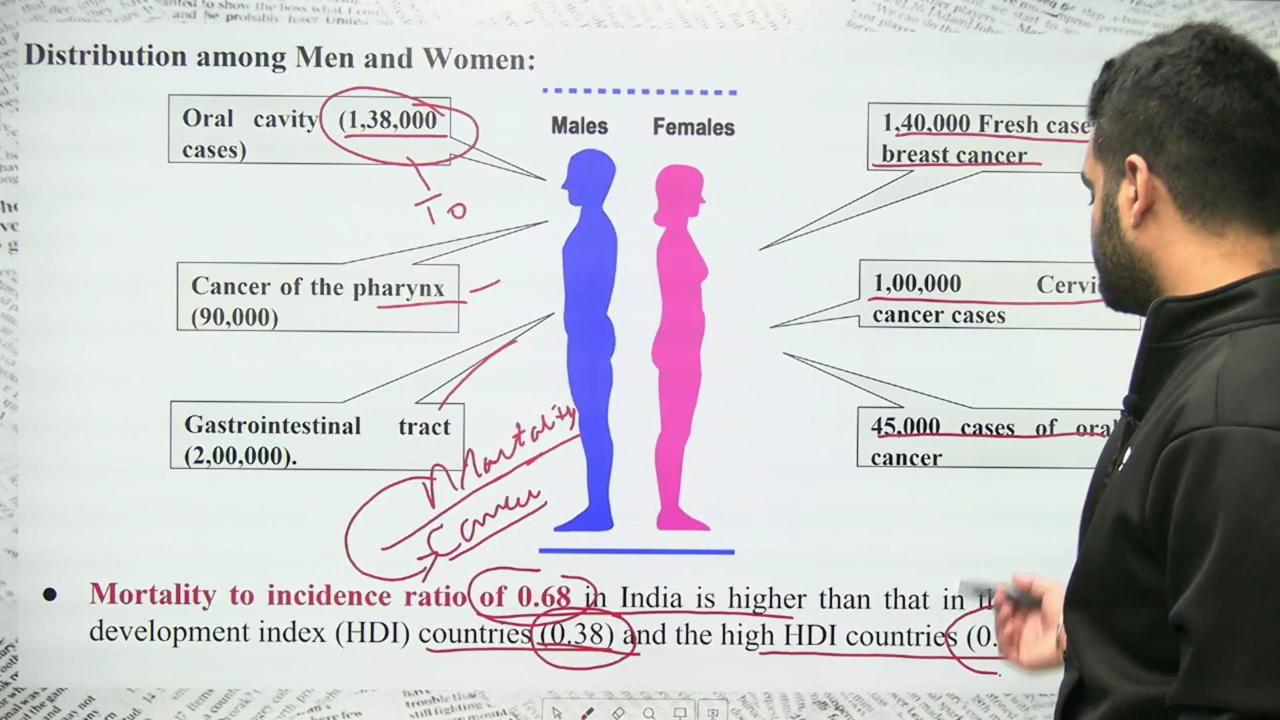 Distribution among Men and Women:
Oral cavity (1,38,000
cases)
To
Cancer of the pharynx
(90,000)
Gastrointestinal tract
(2,00,000).
Mortality
Cancer
Males Females
1,40,000 Fresh case
breast cancer
1,00,000 Cervi
cancer cases
45,000 cases of oral
cancer
• Mortality to incidence ratio of 0.68 in India is higher than that in
development index (HDI) countries (0.38) and the high HDI countries (0.